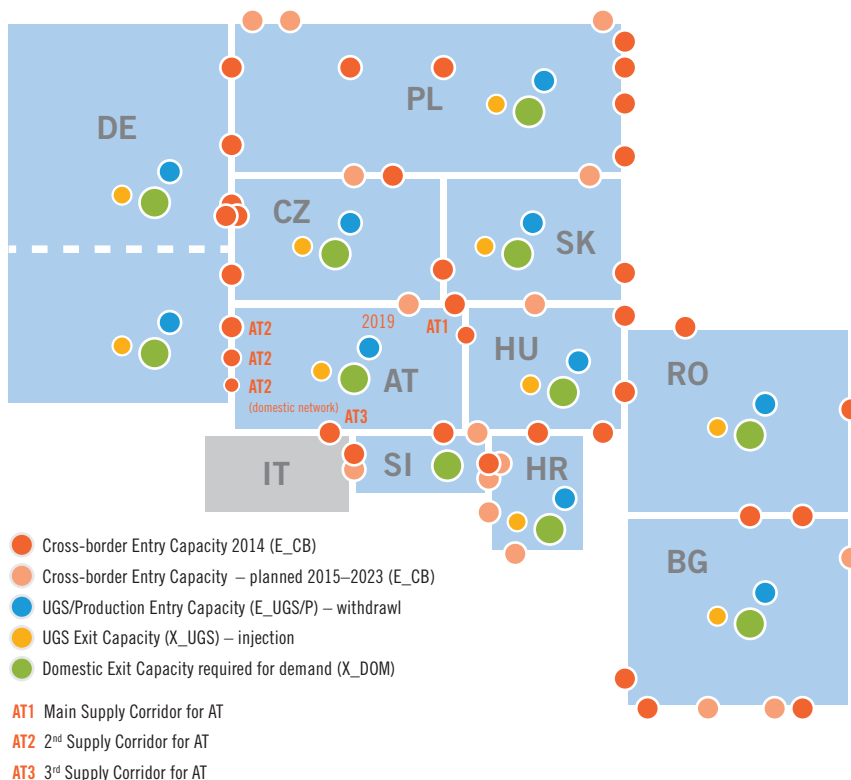 PL
DE
CZ
SK
2019
AT2
AT1
AT2
HU
RO
AT
AT2
(domestic network)
AT3
IT
SI
HR
BG
Cross-border Entry Capacity 2014 (E_CB)
Cross-border Entry Capacity – planned 2015–2023 (E_CB)
UGS/Production Entry Capacity (E_UGS/P) – withdrawl
UGS Exit Capacity (X_UGS) – injection
Domestic Exit Capacity required for demand (X_DOM)
AT1 Main Supply Corridor for AT
AT2 2nd Supply Corridor for AT
AT3 3rd Supply Corridor for AT